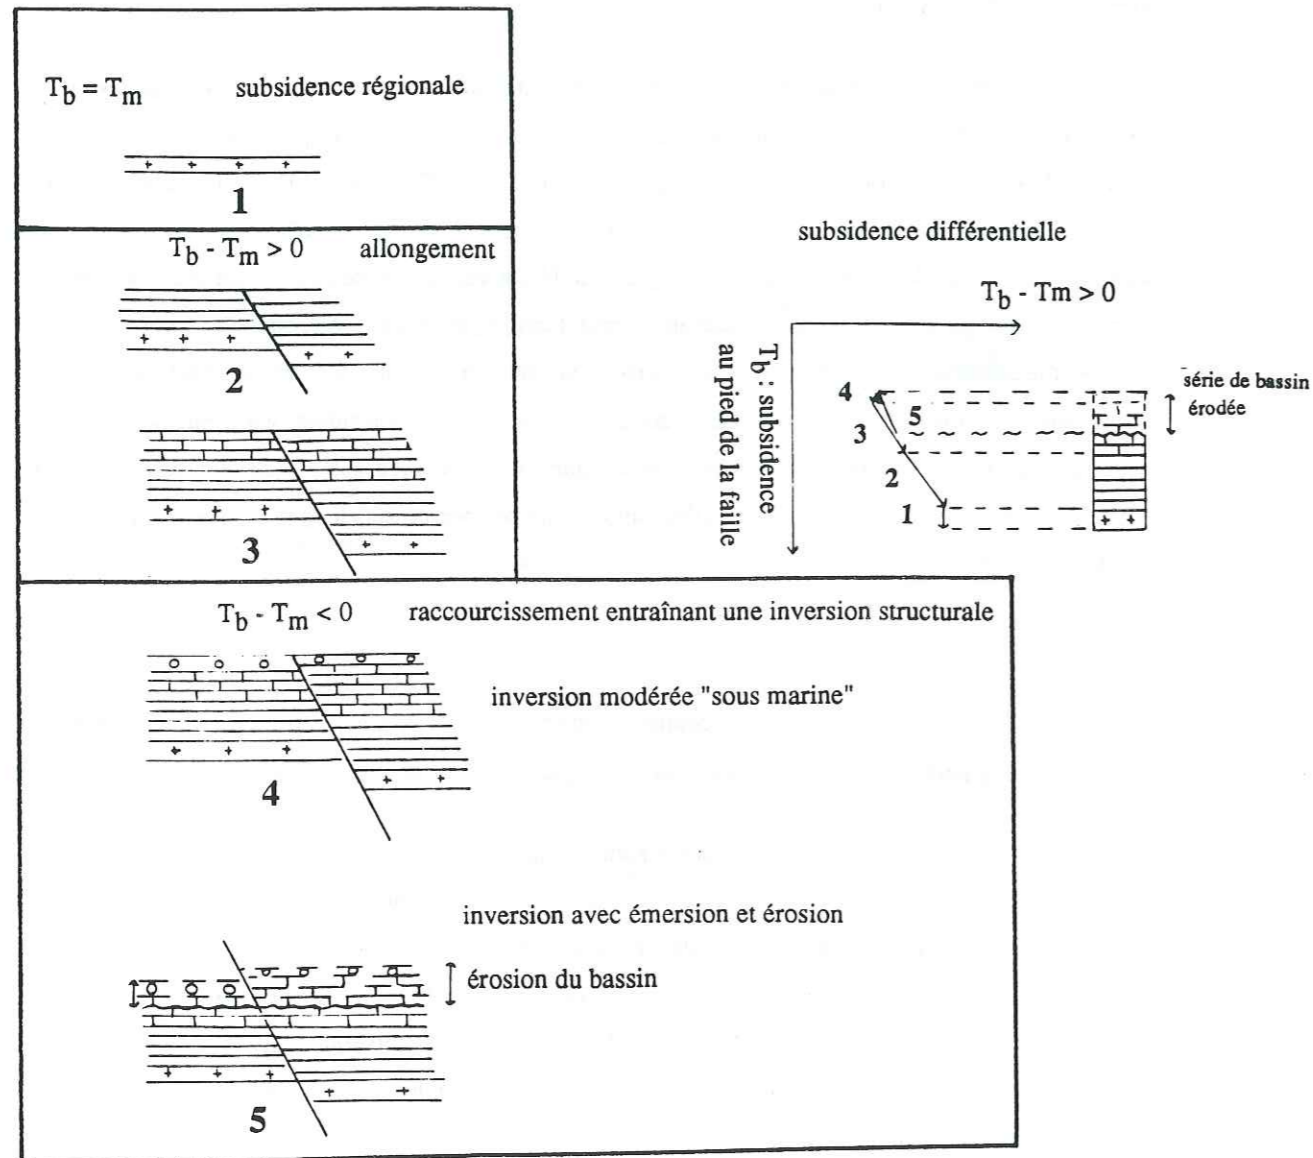 T_b = T_m subsidence régionale
1
T_b - T_m > 0 allongement
2
3
T_b - T_m < 0 raccourcissement entraînant une inversion structurale
inversion modérée "sous marine"
4
inversion avec émersion et érosion
érosion du bassin
5
subsidence différentielle
T_b - Tm > 0
T_b : subsidence
au pied de la faille
4
5
3
2
1
série de bassin
érodée